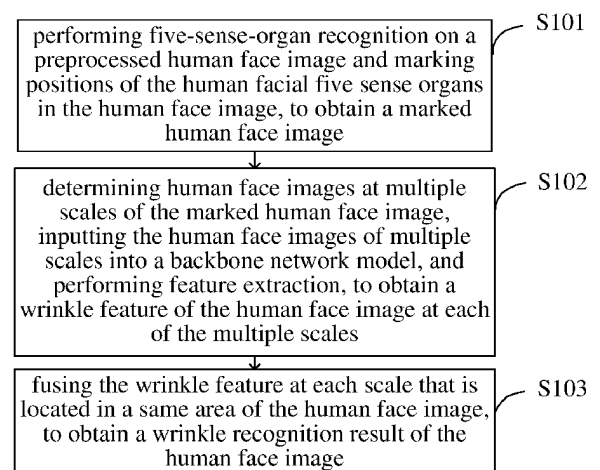 performing five-sense-organ recognition on a
preprocessed human face image and marking
positions of the human facial five sense organs
in the human face image, to obtain a marked
human face image
S101
determining human face images at multiple
scales of the marked human face image,
inputting the human face images of multiple
scales into a backbone network model, and
performing feature extraction, to obtain a
wrinkle feature of the human face image at each
of the multiple scales
S102
fusing the wrinkle feature at each scale that is
located in a same area of the human face image,
to obtain a wrinkle recognition result of the
human face image
S103